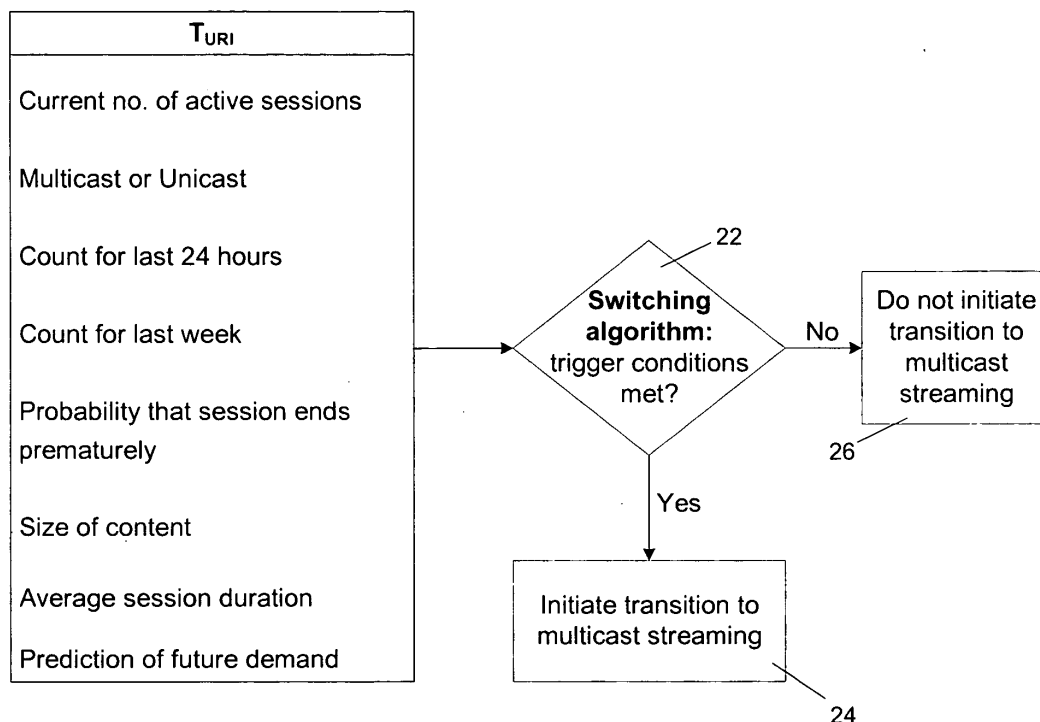 TURI
Current no. of active sessions
Multicast or Unicast
Count for last 24 hours
Count for last week
Probability that session ends
prematurely
Size of content
Average session duration
Prediction of future demand
22
Switching
algorithm:
trigger conditions
met?
No
Do not initiate
transition to
multicast
streaming
26
Yes
Initiate transition to
multicast streaming
24